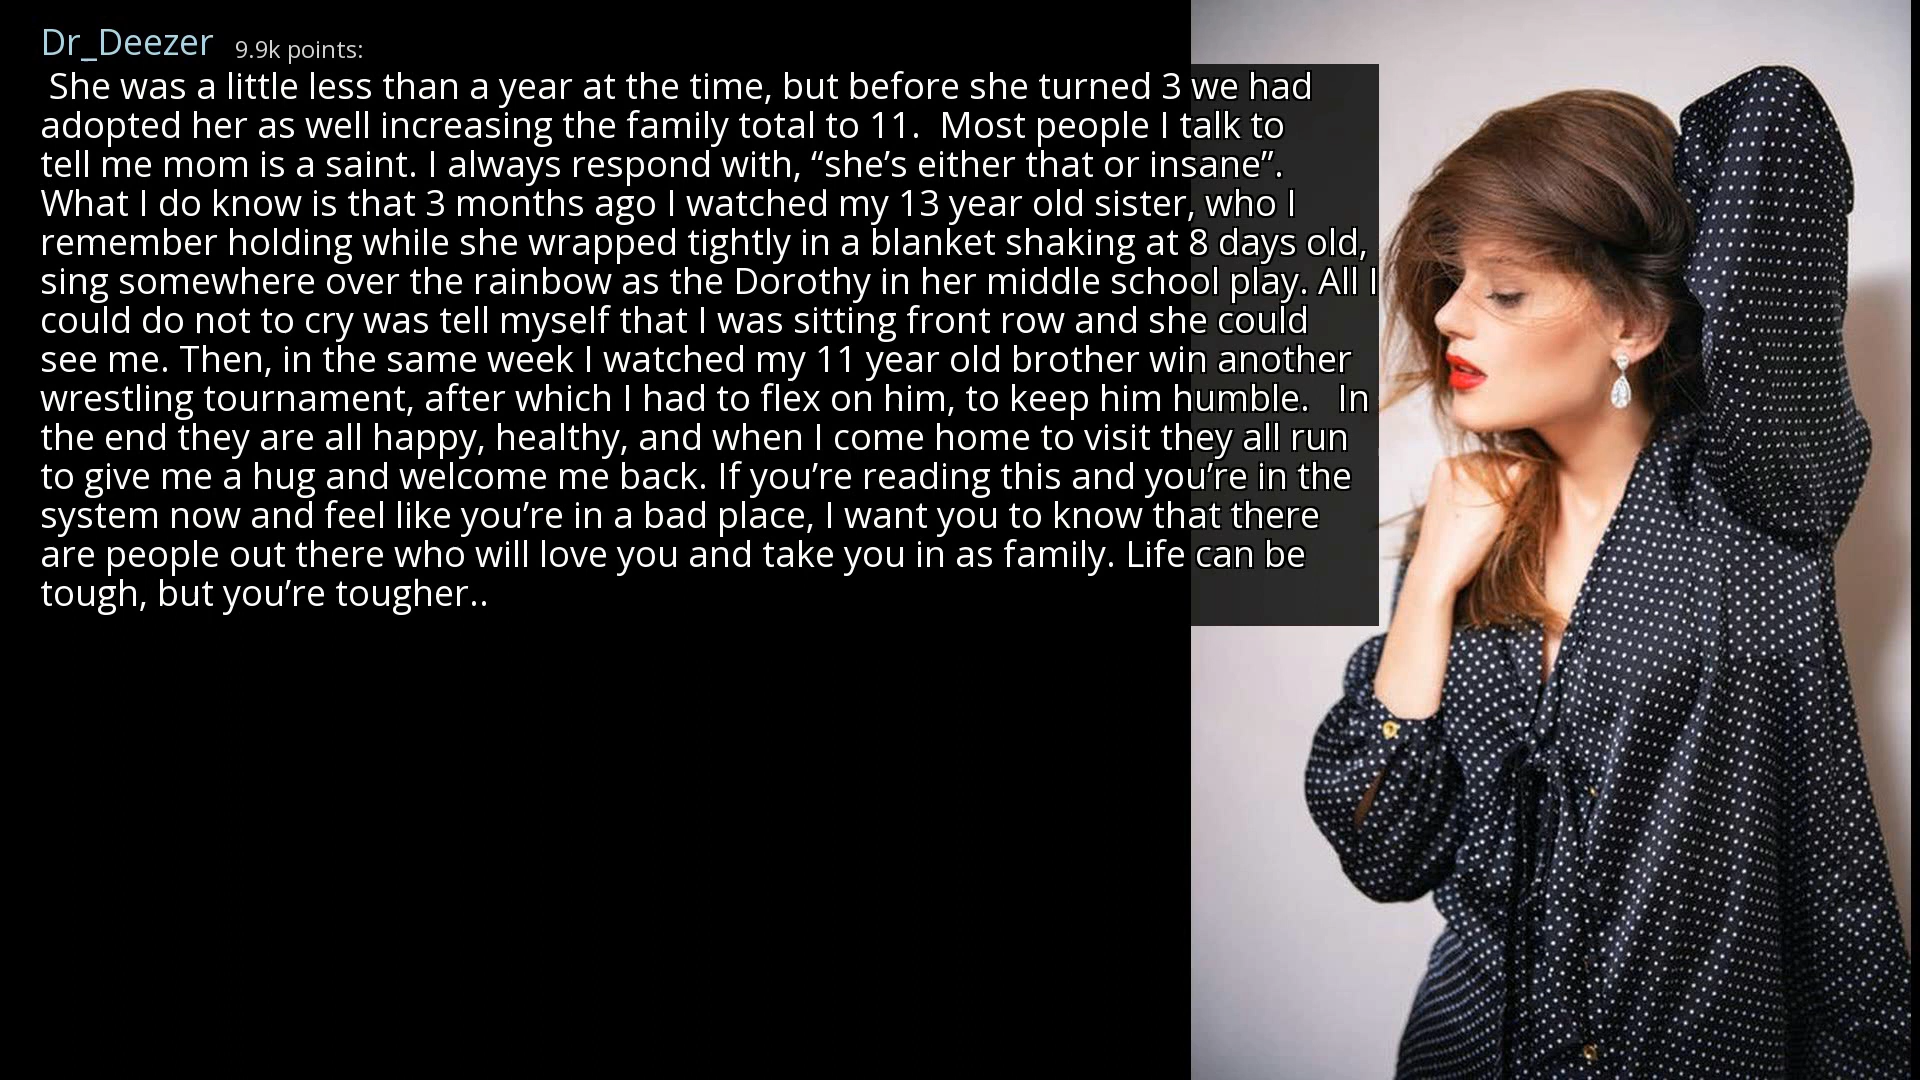 Dr_Deezer 9.9k points:
She was a little less than a year at the time, but before she turned 3 we had
adopted her as well increasing the family total to 11.  Most people I talk to
tell me mom is a saint. I always respond with, “she’s either that or insane”.
What I do know is that 3 months ago I watched my 13 year old sister, who I
remember holding while she wrapped tightly in a blanket shaking at 8 days old,
sing somewhere over the rainbow as the Dorothy in her middle school play. All I
could do not to cry was tell myself that I was sitting front row and she could
see me. Then, in the same week I watched my 11 year old brother win another
wrestling tournament, after which I had to flex on him, to keep him humble.   In
the end they are all happy, healthy, and when I come home to visit they all run
to give me a hug and welcome me back. If you’re reading this and you’re in the
system now and feel like you’re in a bad place, I want you to know that there
are people out there who will love you and take you in as family. Life can be
tough, but you’re tougher..